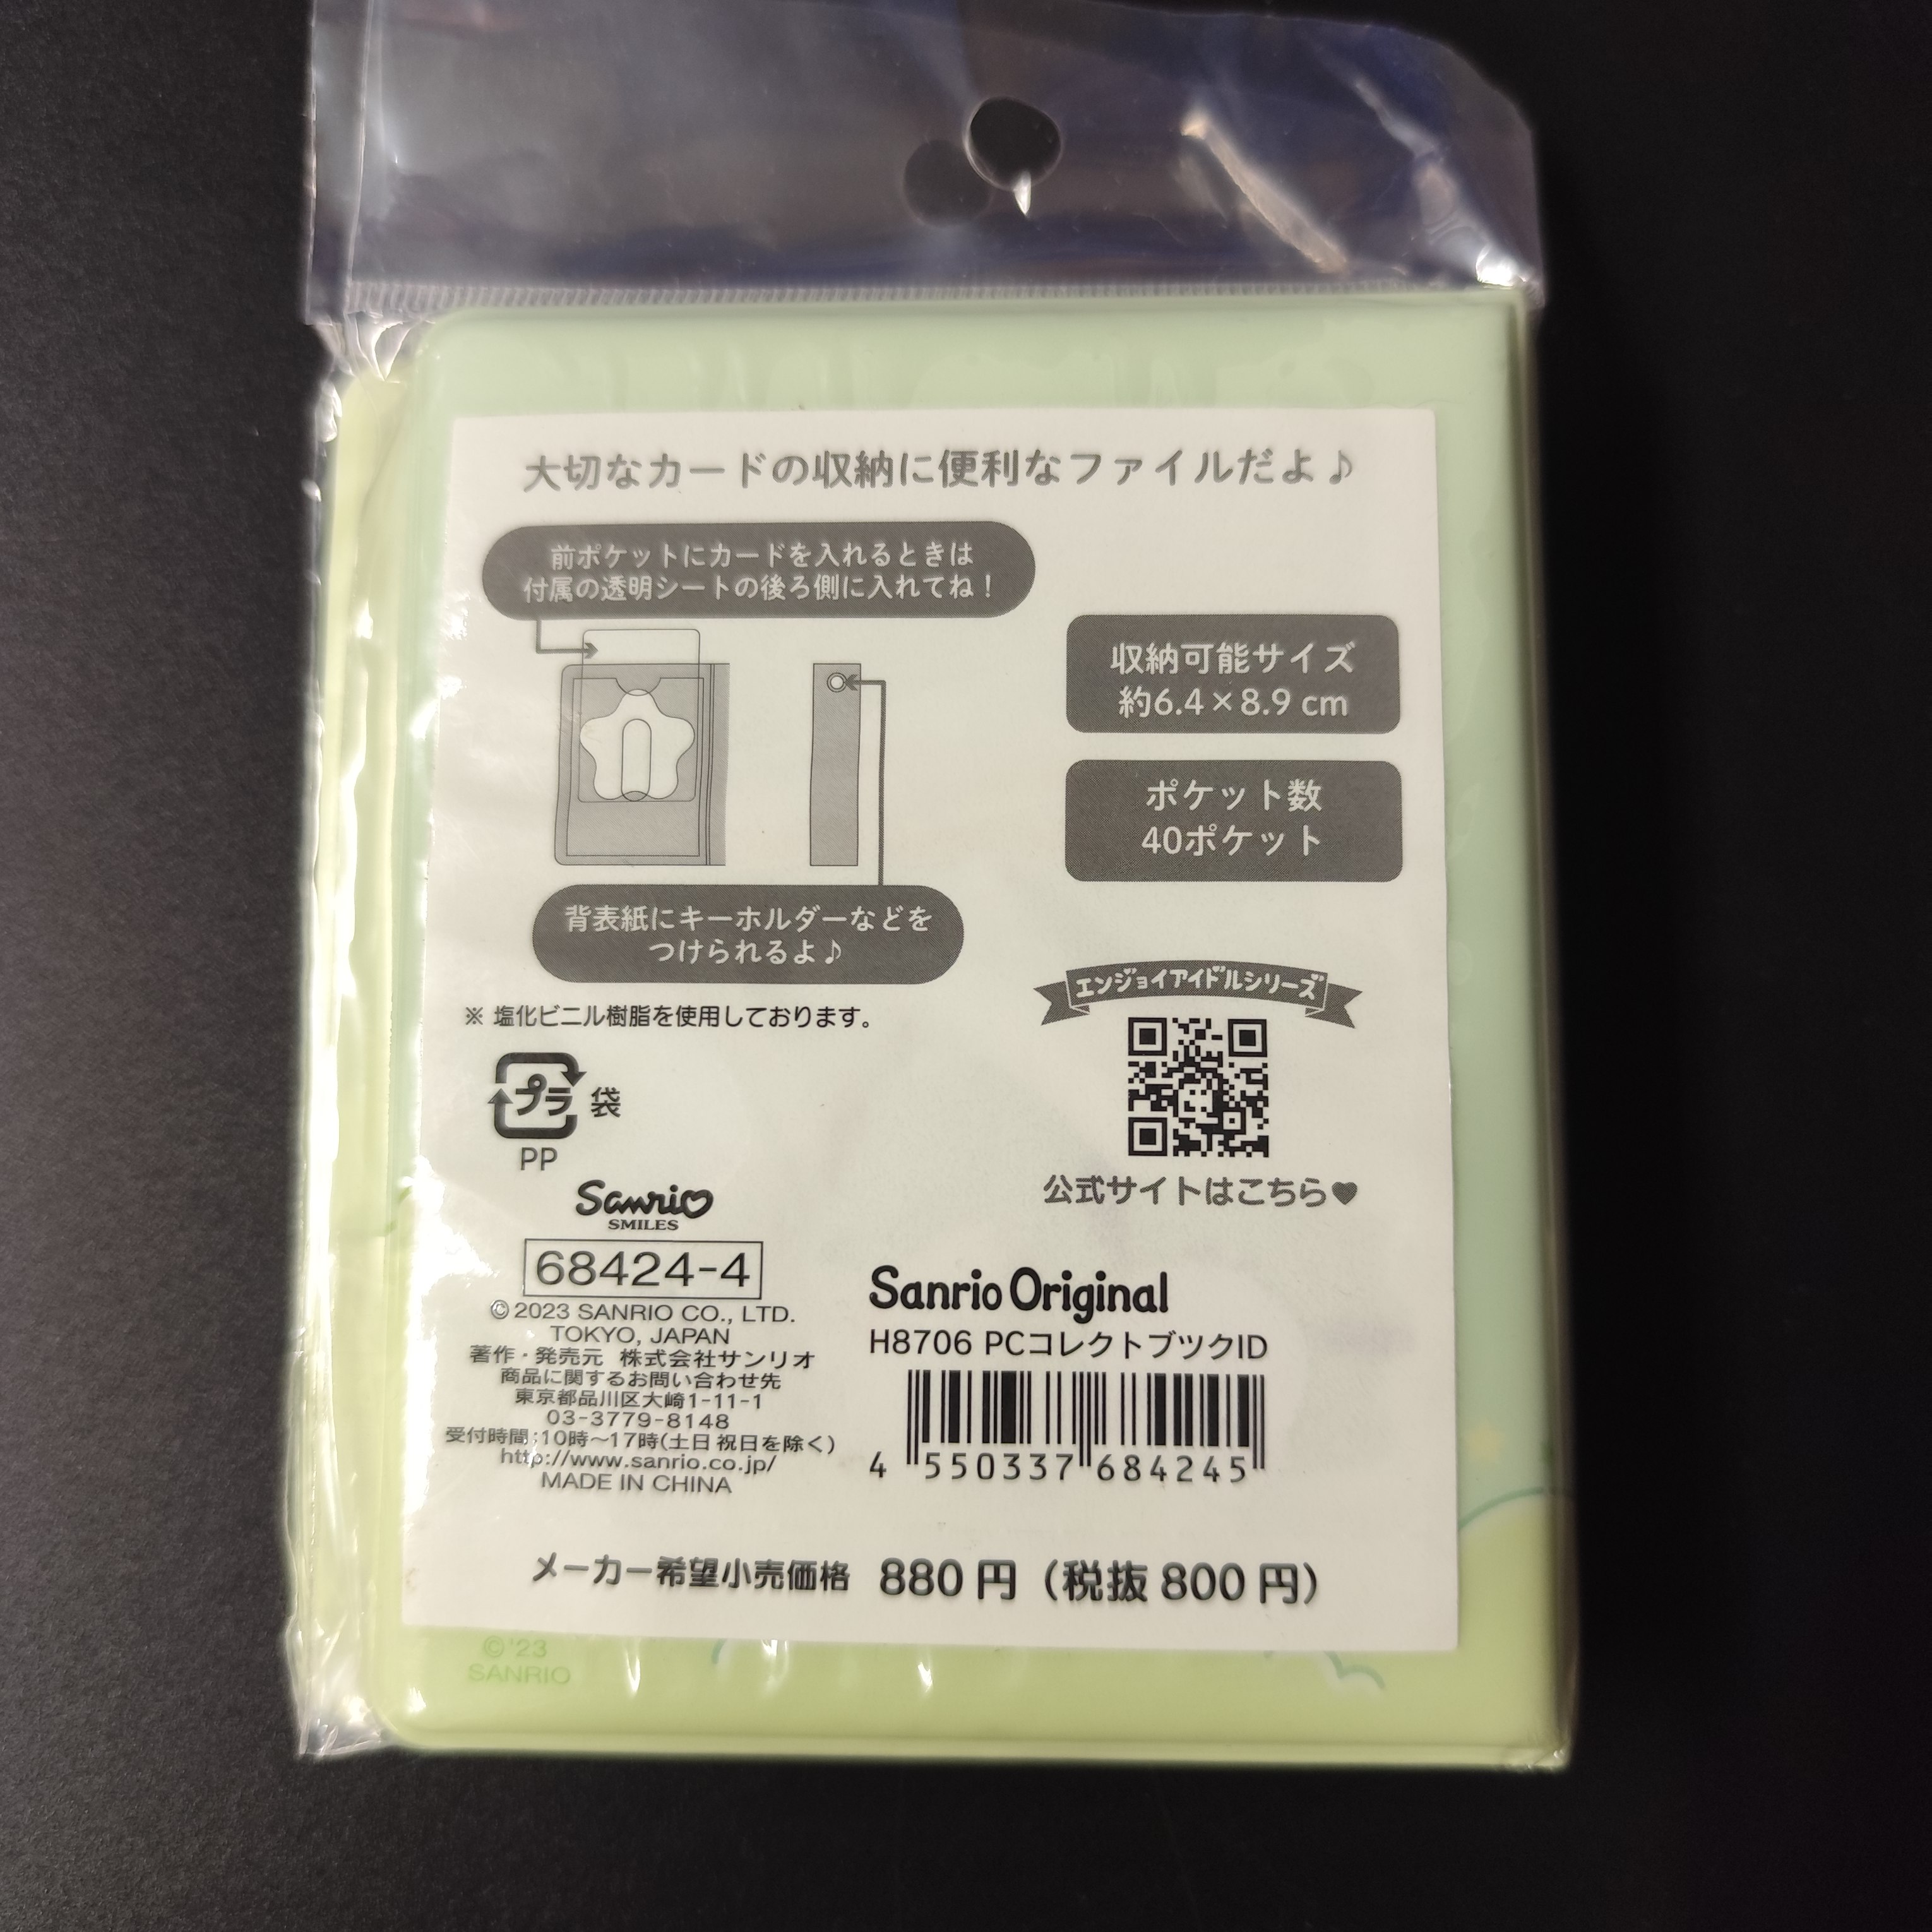 大切なカードの収納に便利なファイルだよ♪
前ポケットにカードを入れるときは
付属の透明シートの後ろ側に入れてね！
収納可能サイズ
約6.4×8.9 cm
ポケット数
40ポケット
背表紙にキーホルダーなどを
つけられるよ♪
※ 塩化ビニル樹脂を使用しております。
エンジョイアイドルシリーズ
公式サイトはこちら♥
プラ 袋
PP
Sanrio
SMILES
68424-4
© 2023 SANRIO CO., LTD.
TOKYO, JAPAN
著作・発売元 株式会社サンリオ
商品に関するお問い合わせ先
東京都品川区大崎1-11-1
03-3779-8148
受付時間:10時〜17時(土日祝日を除く)
http://www.sanrio.co.jp/
MADE IN CHINA
Sanrio Original
H8706 PCコレクトブツクID
4 550337 684245
メーカー希望小売価格 880円（税抜800円）
©'23
SANRIO